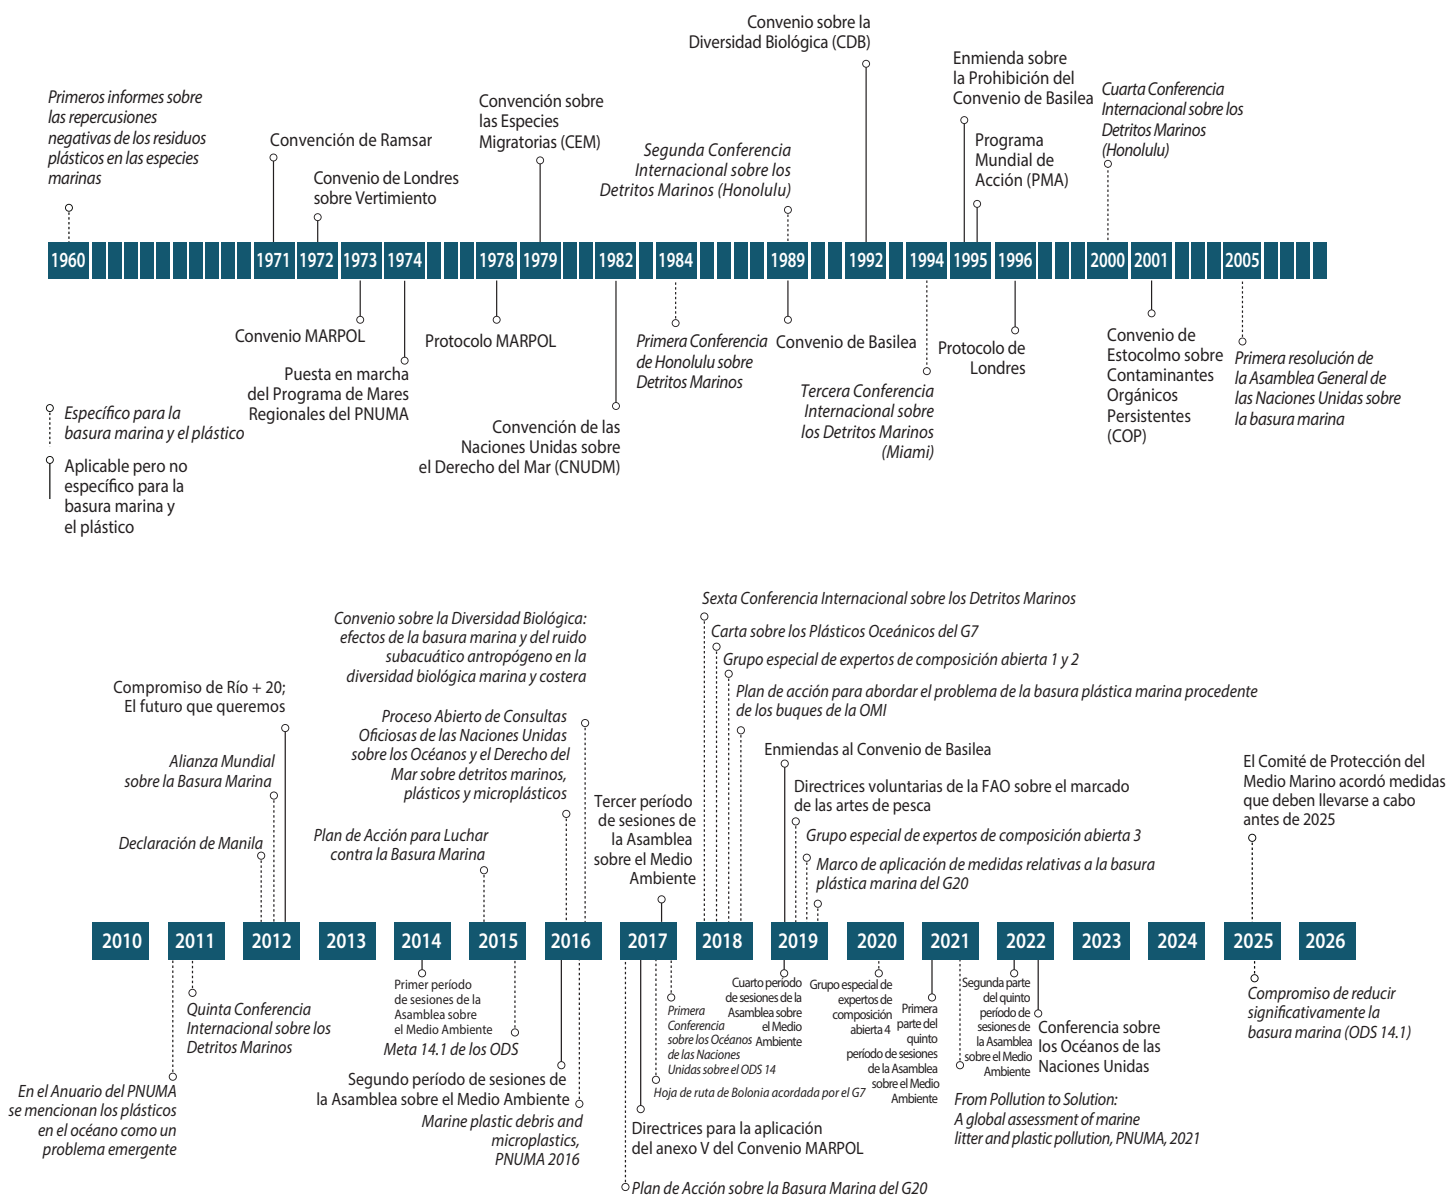 Convenio sobre la
Diversidad Biológica (CDB)
Primeros informes sobre
las repercusiones
negativas de los residuos
plásticos en las especies
marinas
Convención de Ramsar
Convenio de Londres
sobre Vertimiento
Convención sobre
las Especies
Migratorias (CEM)
Segunda Conferencia
Internacional sobre los
Detritos Marinos (Honolulu)
Enmienda sobre
la Prohibición del
Convenio de Basilea
Programa
Mundial de
Acción (PMA)
Cuarta Conferencia
Internacional sobre los
Detritos Marinos
(Honolulu)
1960 1971 1972 1973 1974 1978 1979 1982 1984 1989 1992 1994 1995 1996 2000 2001 2005
Convenio MARPOL
Puesta en marcha
del Programa de Mares
Regionales del PNUMA
Protocolo MARPOL
Convención de las
Naciones Unidas sobre
el Derecho del Mar (CNUDM)
Primera Conferencia
de Honolulu sobre
Detritos Marinos
Convenio de Basilea
Tercera Conferencia
Internacional sobre
los Detritos Marinos
(Miami)
Protocolo de
Londres
Convenio de
Estocolmo sobre
Contaminantes
Orgánicos
Persistentes
(COP)
Primera resolución de
la Asamblea General de
las Naciones Unidas sobre
la basura marina
Específico para la
basura marina y el plástico
Aplicable pero no
específico para la
basura marina y
el plástico
Compromiso de Río + 20;
El futuro que queremos
Alianza Mundial
sobre la Basura Marina
Declaración de Manila
Convenio sobre la Diversidad Biológica:
efectos de la basura marina y del ruido
subacuático antropógeno en la
diversidad biológica marina y costera
Proceso Abierto de Consultas
Oficiosas de las Naciones Unidas
sobre los Océanos y el Derecho del
Mar sobre detritos marinos,
plásticos y microplásticos
Plan de Acción para Luchar
contra la Basura Marina
Tercer período
de sesiones de
la Asamblea
sobre el Medio
Ambiente
Sexta Conferencia Internacional sobre los Detritos Marinos
Carta sobre los Plásticos Oceánicos del G7
Grupo especial de expertos de composición abierta 1 y 2
Plan de acción para abordar el problema de la basura plástica marina procedente
de los buques de la OMI
Enmiendas al Convenio de Basilea
Directrices voluntarias de la FAO sobre el marcado
de las artes de pesca
Grupo especial de expertos de composición abierta 3
Marco de aplicación de medidas relativas a la basura
plástica marina del G20
El Comité de Protección del
Medio Marino acordó medidas
que deben llevarse a cabo
antes de 2025
2010 2011 2012 2013 2014 2015 2016 2017 2018 2019 2020 2021 2022 2023 2024 2025 2026
En el Anuario del PNUMA
se mencionan los plásticos
en el océano como un
problema emergente
Quinta Conferencia
Internacional sobre los
Detritos Marinos
Primer período
de sesiones de la
Asamblea sobre
el Medio Ambiente
Meta 14.1 de los ODS
Segundo período de sesiones de
la Asamblea sobre el Medio Ambiente
Marine plastic debris and
microplastics,
PNUMA 2016
Plan de Acción sobre la Basura Marina del G20
Directrices para la aplicación
del anexo V del Convenio MARPOL
Hoja de ruta de Bolonia acordada por el G7
Primera
Conferencia
sobre los Océanos
de las Naciones
Unidas sobre el ODS 14
Cuarto período
de sesiones de la
Asamblea sobre
el Medio
Ambiente
Grupo especial de
expertos de
composición
abierta 4
Primera
parte del
quinto
período de sesiones
de la Asamblea
sobre el Medio
Ambiente
From Pollution to Solution:
A global assessment of marine
litter and plastic pollution, PNUMA, 2021
Segunda parte
del quinto
período de
sesiones de
la Asamblea
sobre el Medio
Ambiente
Conferencia sobre
los Océanos de las
Naciones Unidas
Compromiso de reducir
significativamente la
basura marina (ODS 14.1)